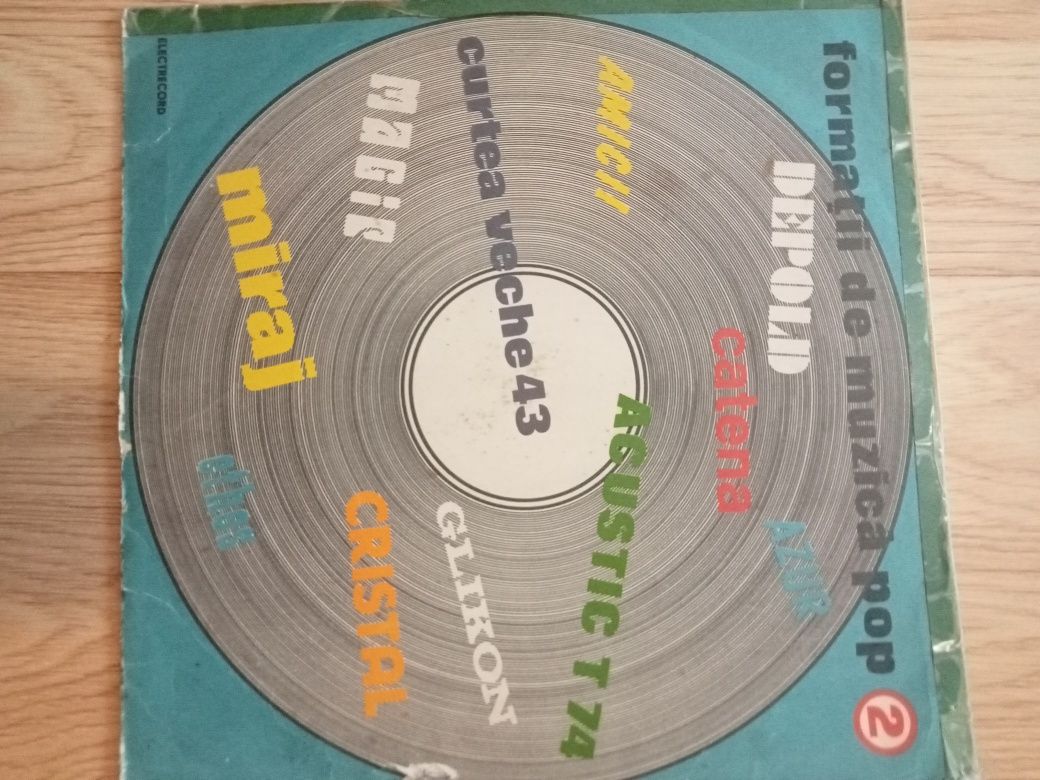 formații de muzică pop 2
DEPOLD
AZUR
catena
AMICII
ACUSTIC T 74
curtea veche 43
GLIKON
magic
CRISTAL
miraj
ethos
ELECTRECORD